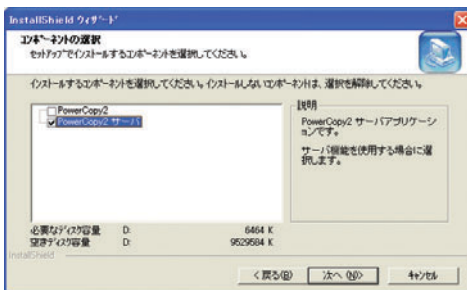 InstallShield ウィザード
コンポーネントの選択
セットアップでインストールするコンポーネントを選択してください。
インストールするコンポーネントを選択してください。インストールしないコンポーネントは、選択を解除してください。
PowerCopy2
PowerCopy2 サーバ
説明
PowerCopy2 サーバアプリケーションです。
サーバ機能を使用する場合に選択します。
必要なディスク容量 D: 6464 K
空きディスク容量 D: 9529584 K
InstallShield
< 戻る(B)
次へ(N)>
キャンセル